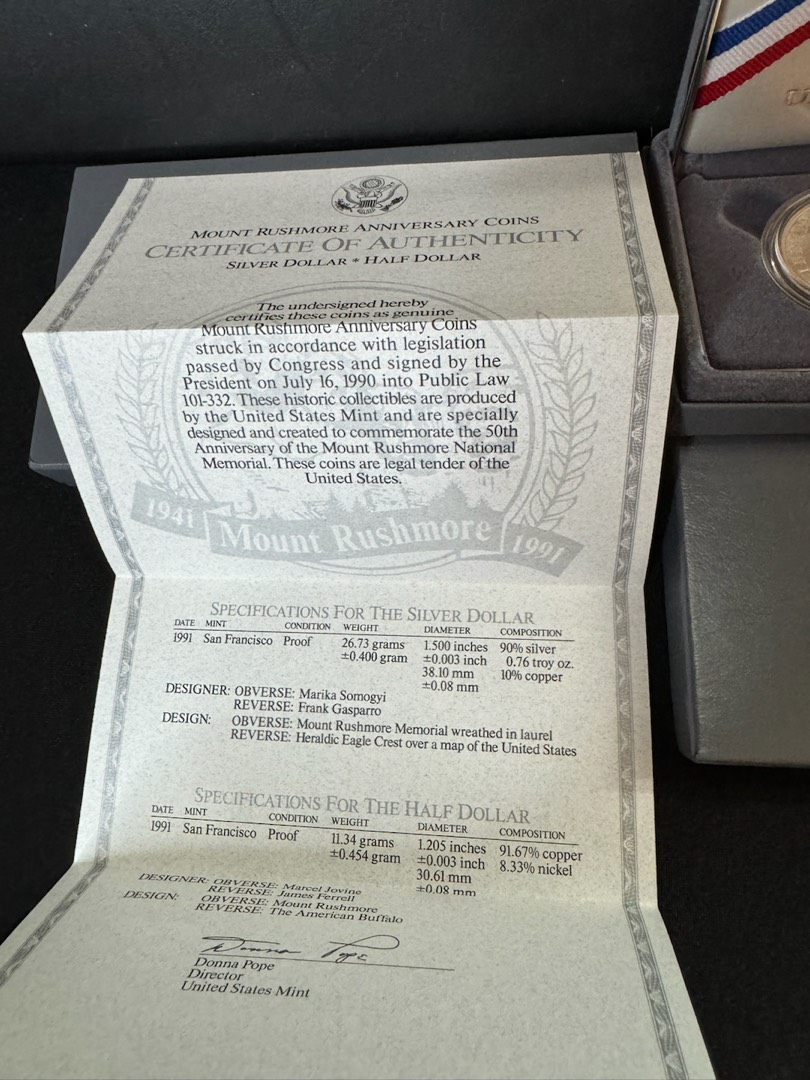 MOUNT RUSHMORE ANNIVERSARY COINS
CERTIFICATE OF AUTHENTICITY
SILVER DOLLAR * HALF DOLLAR
The undersigned hereby
certifies these coins as genuine
Mount Rushmore Anniversary Coins
struck in accordance with legislation
passed by Congress and signed by the
President on July 16, 1990 into Public Law
101-332. These historic collectibles are produced
by the United States Mint and are specially
designed and created to commemorate the 50th
Anniversary of the Mount Rushmore National
Memorial. These coins are legal tender of the
United States.
1941 Mount Rushmore 1991
SPECIFICATIONS FOR THE SILVER DOLLAR
DATE MINT CONDITION WEIGHT DIAMETER COMPOSITION
1991 San Francisco Proof 26.73 grams 1.500 inches 90% silver
±0.400 gram ±0.003 inch 0.76 troy oz.
38.10 mm 10% copper
±0.08 mm
DESIGNER: OBVERSE: Marika Somogyi
REVERSE: Frank Gasparro
DESIGN: OBVERSE: Mount Rushmore Memorial wreathed in laurel
REVERSE: Heraldic Eagle Crest over a map of the United States
SPECIFICATIONS FOR THE HALF DOLLAR
DATE MINT CONDITION WEIGHT DIAMETER COMPOSITION
1991 San Francisco Proof 11.34 grams 1.205 inches 91.67% copper
±0.454 gram ±0.003 inch 8.33% nickel
30.61 mm
±0.08 mm
DESIGNER: OBVERSE: Marcel Jovine
REVERSE: James Ferrell
DESIGN: OBVERSE: Mount Rushmore
REVERSE: The American Buffalo
Donna Pope
Donna Pope
Director
United States Mint